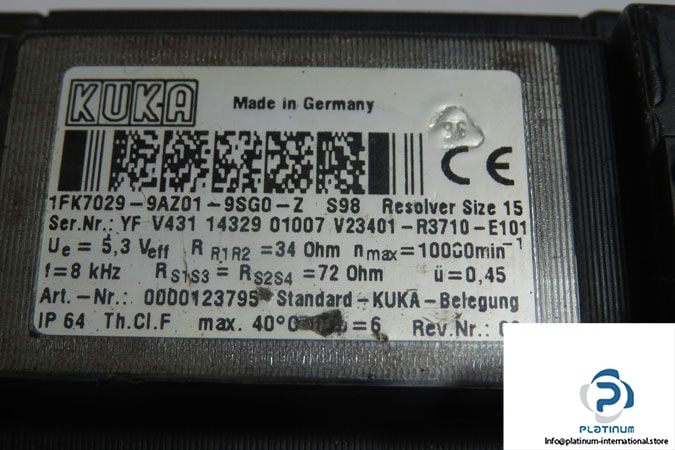 KUKA Made in Germany
96
CE
1FK7029-9AZ01-9SG0-Z S98 Resolver Size 15
Ser.Nr.: YF V431 14329 01007 V23401-R3710-E101
Ue = 5,3 Veff R R1R2 =34 Ohm nmax=10000min-1
f=8 kHz RS1S3 = RS2S4 =72 Ohm ü=0,45
Art.-Nr.: 0000123795 Standard-KUKA-Belegung
IP 64 Th.Cl.F max. 40° =6 Rev.Nr.:
PLATINUM
info@platinum-international.store